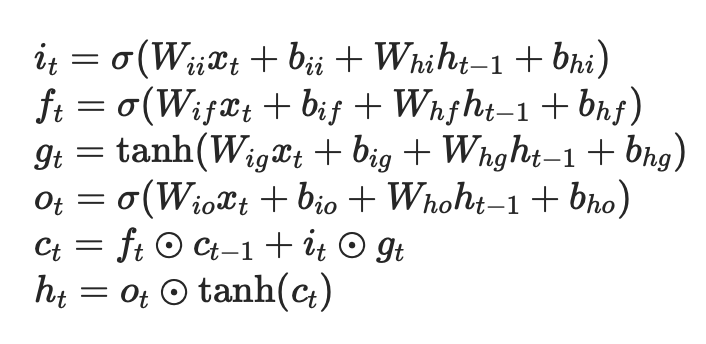 i_t = σ(W_{ii}x_t + b_{ii} + W_{hi}h_{t−1} + b_{hi})
f_t = σ(W_{if}x_t + b_{if} + W_{hf}h_{t−1} + b_{hf})
g_t = tanh(W_{ig}x_t + b_{ig} + W_{hg}h_{t−1} + b_{hg})
o_t = σ(W_{io}x_t + b_{io} + W_{ho}h_{t−1} + b_{ho})
c_t = f_t ⊙ c_{t−1} + i_t ⊙ g_t
h_t = o_t ⊙ tanh(c_t)